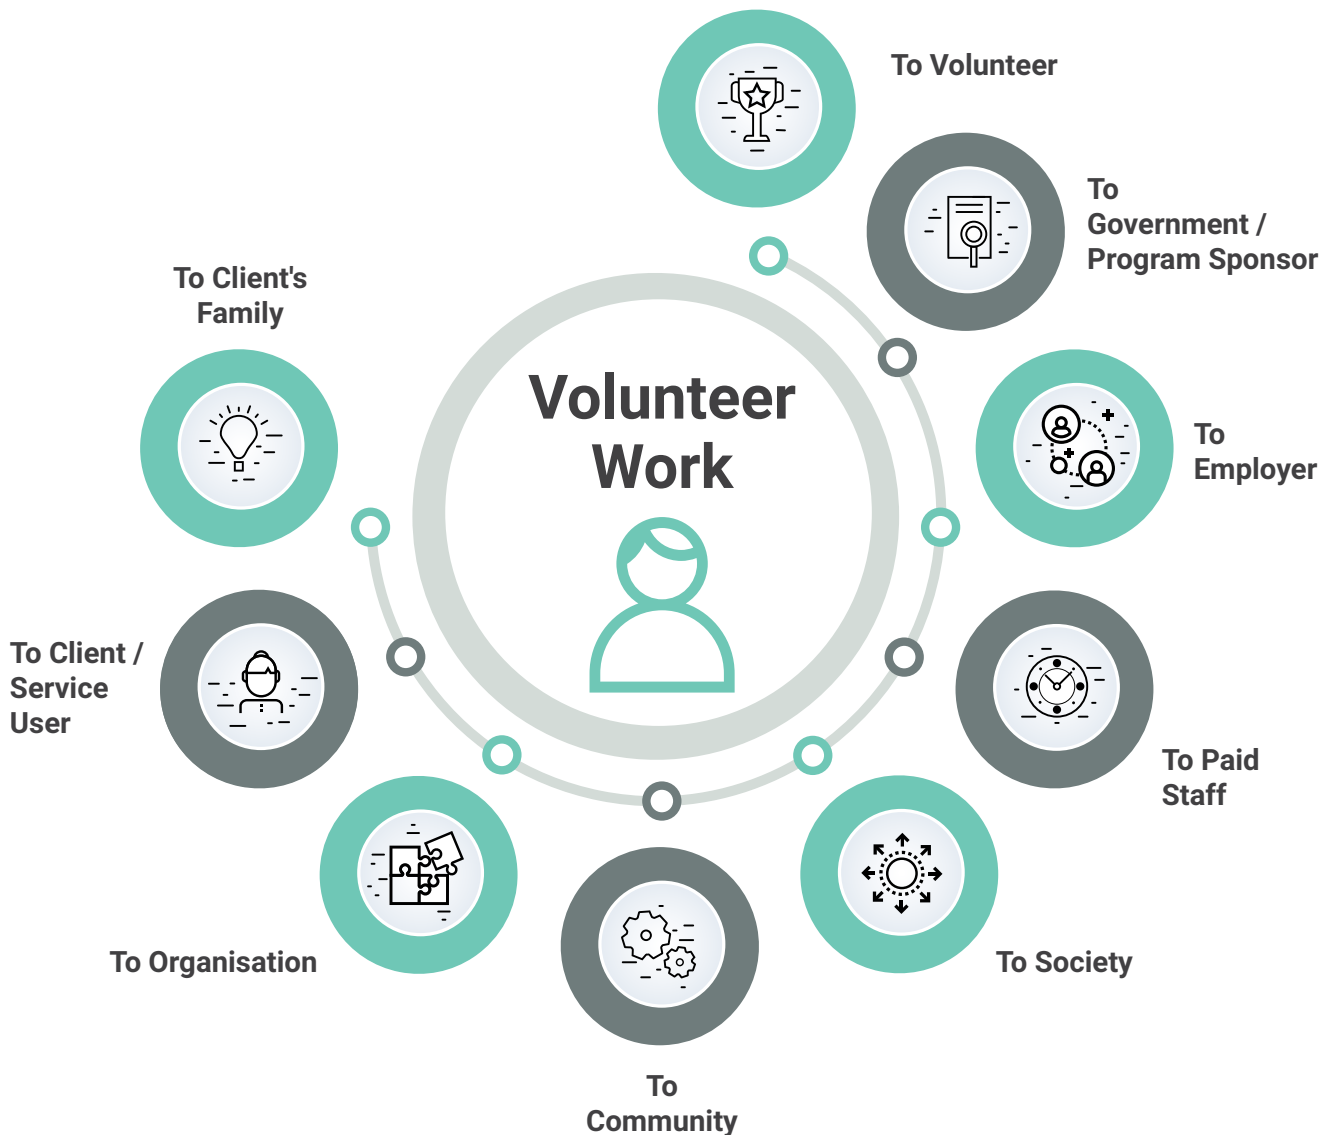 Volunteer
Work
To Volunteer
To
Government /
Program Sponsor
To
Employer
To Paid
Staff
To Society
To
Community
To Organisation
To Client /
Service
User
To Client's
Family